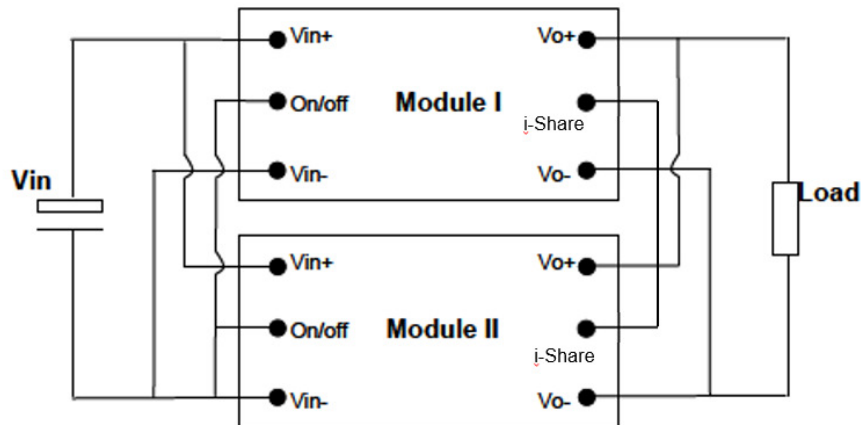 Vin+
Vo+
On/off
Module I
i-Share
Vin-
Vo-
Vin
Load
Vin+
Vo+
On/off
Module II
i-Share
Vin-
Vo-